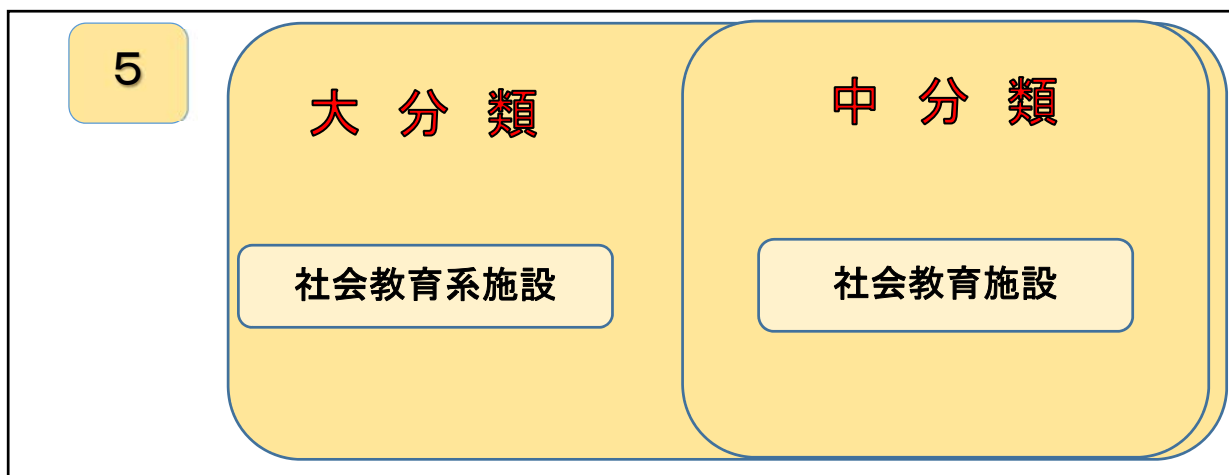 ５
大 分 類
中 分 類
社会教育系施設
社会教育施設